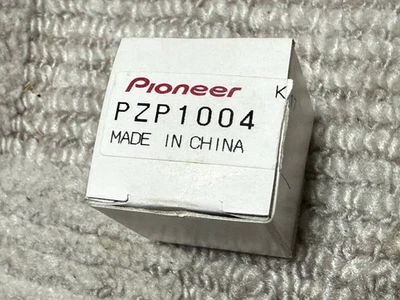 Pioneer
K
PZP1004
MADE IN CHINA